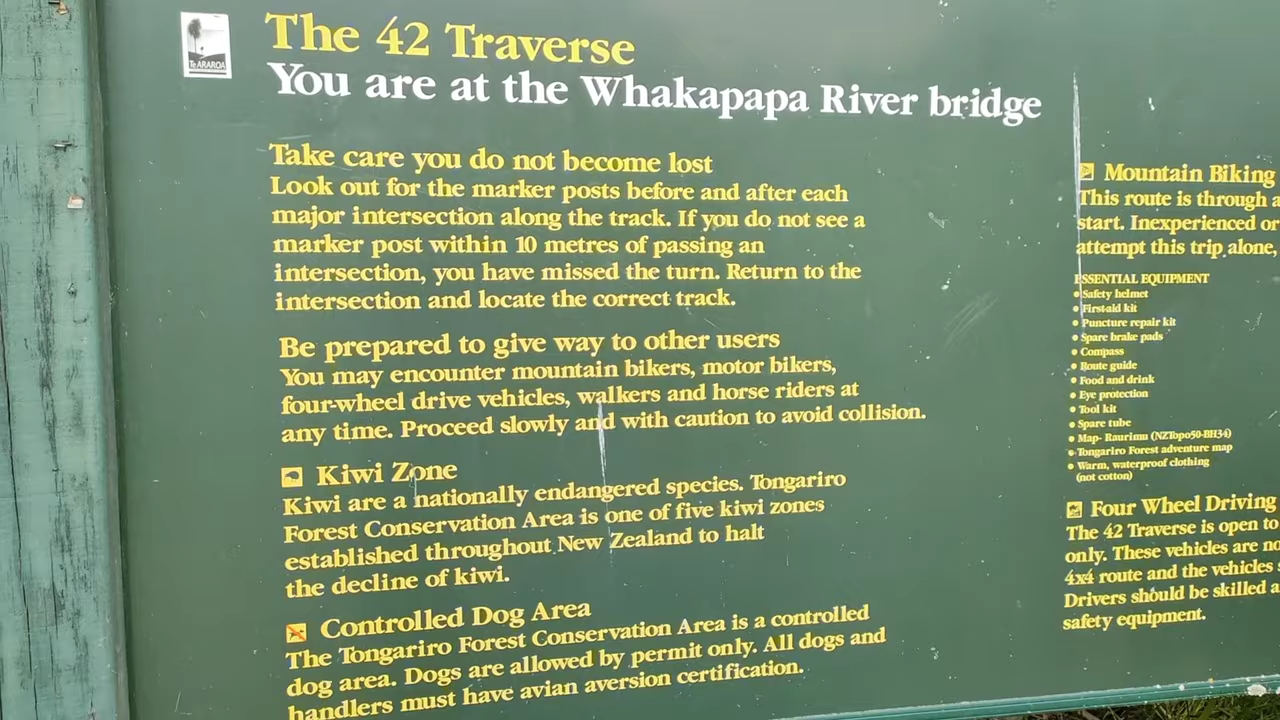 Te ARAROA
The 42 Traverse
You are at the Whakapapa River bridge
Take care you do not become lost
Look out for the marker posts before and after each
major intersection along the track. If you do not see a
marker post within 10 metres of passing an
intersection, you have missed the turn. Return to the
intersection and locate the correct track.
Be prepared to give way to other users
You may encounter mountain bikers, motor bikers,
four-wheel drive vehicles, walkers and horse riders at
any time. Proceed slowly and with caution to avoid collision.
Kiwi Zone
Kiwi are a nationally endangered species. Tongariro
Forest Conservation Area is one of five kiwi zones
established throughout New Zealand to halt
the decline of kiwi.
Controlled Dog Area
The Tongariro Forest Conservation Area is a controlled
dog area. Dogs are allowed by permit only. All dogs and
handlers must have avian aversion certification.
Mountain Biking
This route is through a
start. Inexperienced or
attempt this trip alone,
ESSENTIAL EQUIPMENT
• Safety helmet
• First-aid kit
• Puncture repair kit
• Spare brake pads
• Compass
• Route guide
• Food and drink
• Eye protection
• Tool kit
• Spare tube
• Map- Raurimu (NZTopo50-BH34)
• Tongariro Forest adventure map
• Warm, waterproof clothing
(not cotton)
Four Wheel Driving
The 42 Traverse is open to
only. These vehicles are
4x4 route and the vehicles
Drivers should be skilled
safety equipment.